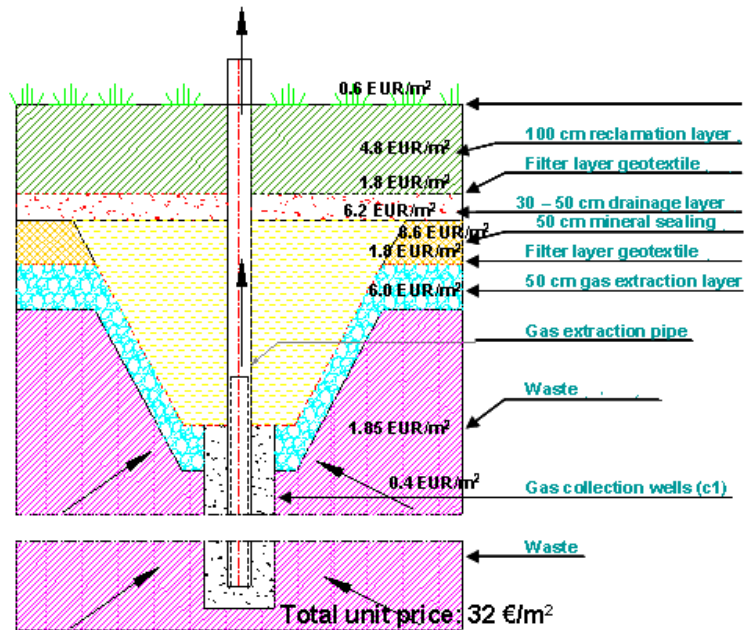 0.6 EUR/m²
100 cm reclamation layer
4.8 EUR/m²
Filter layer geotextile
1.8 EUR/m²
30 – 50 cm drainage layer
6.2 EUR/m²
50 cm mineral sealing
8.6 EUR/m²
1.8 EUR/m²
Filter layer geotextile
50 cm gas extraction layer
6.0 EUR/m²
Gas extraction pipe
Waste
1.85 EUR/m²
0.4 EUR/m²
Gas collection wells (c1)
Waste
Total unit price: 32 €/m²